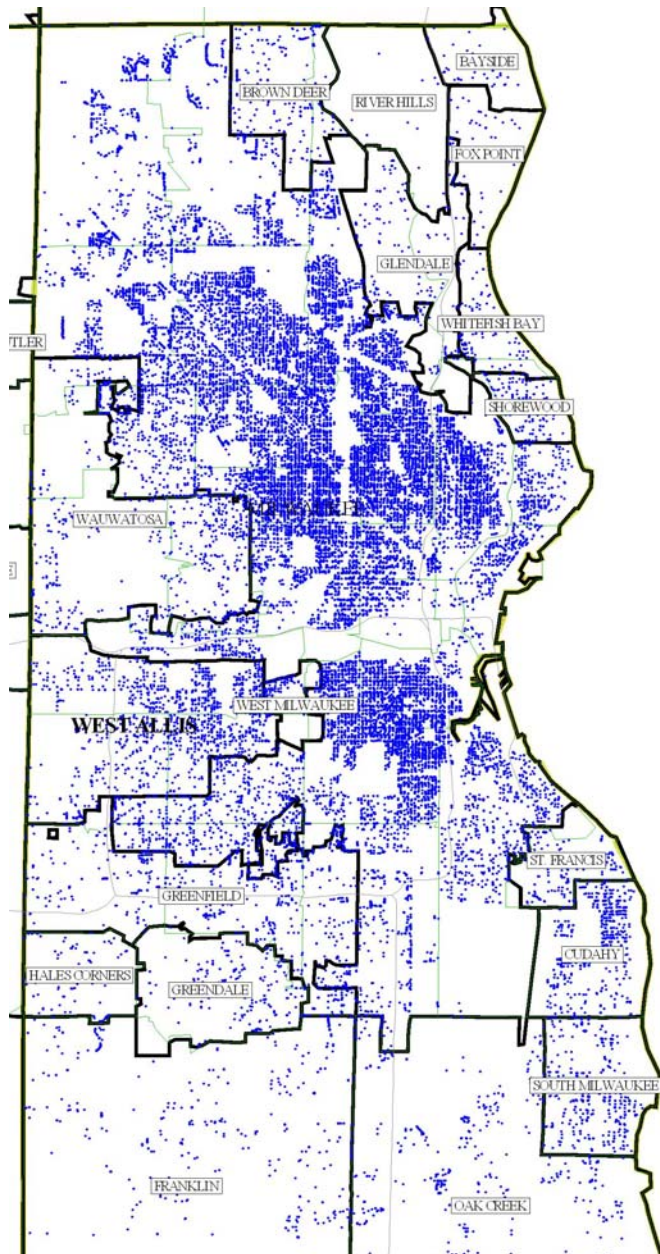 BAYSIDE
BROWN DEER
RIVER HILLS
FOX POINT
GLENDALE
WHITEFISH BAY
TLER
SHOREWOOD
MILWAUKEE
WAUWATOSA
E
WEST MILWAUKEE
WEST ALLIS
ST. FRANCIS
GREENFIELD
CUDAHY
HALES CORNERS
GREENDALE
SOUTH MILWAUKEE
FRANKLIN
OAK CREEK